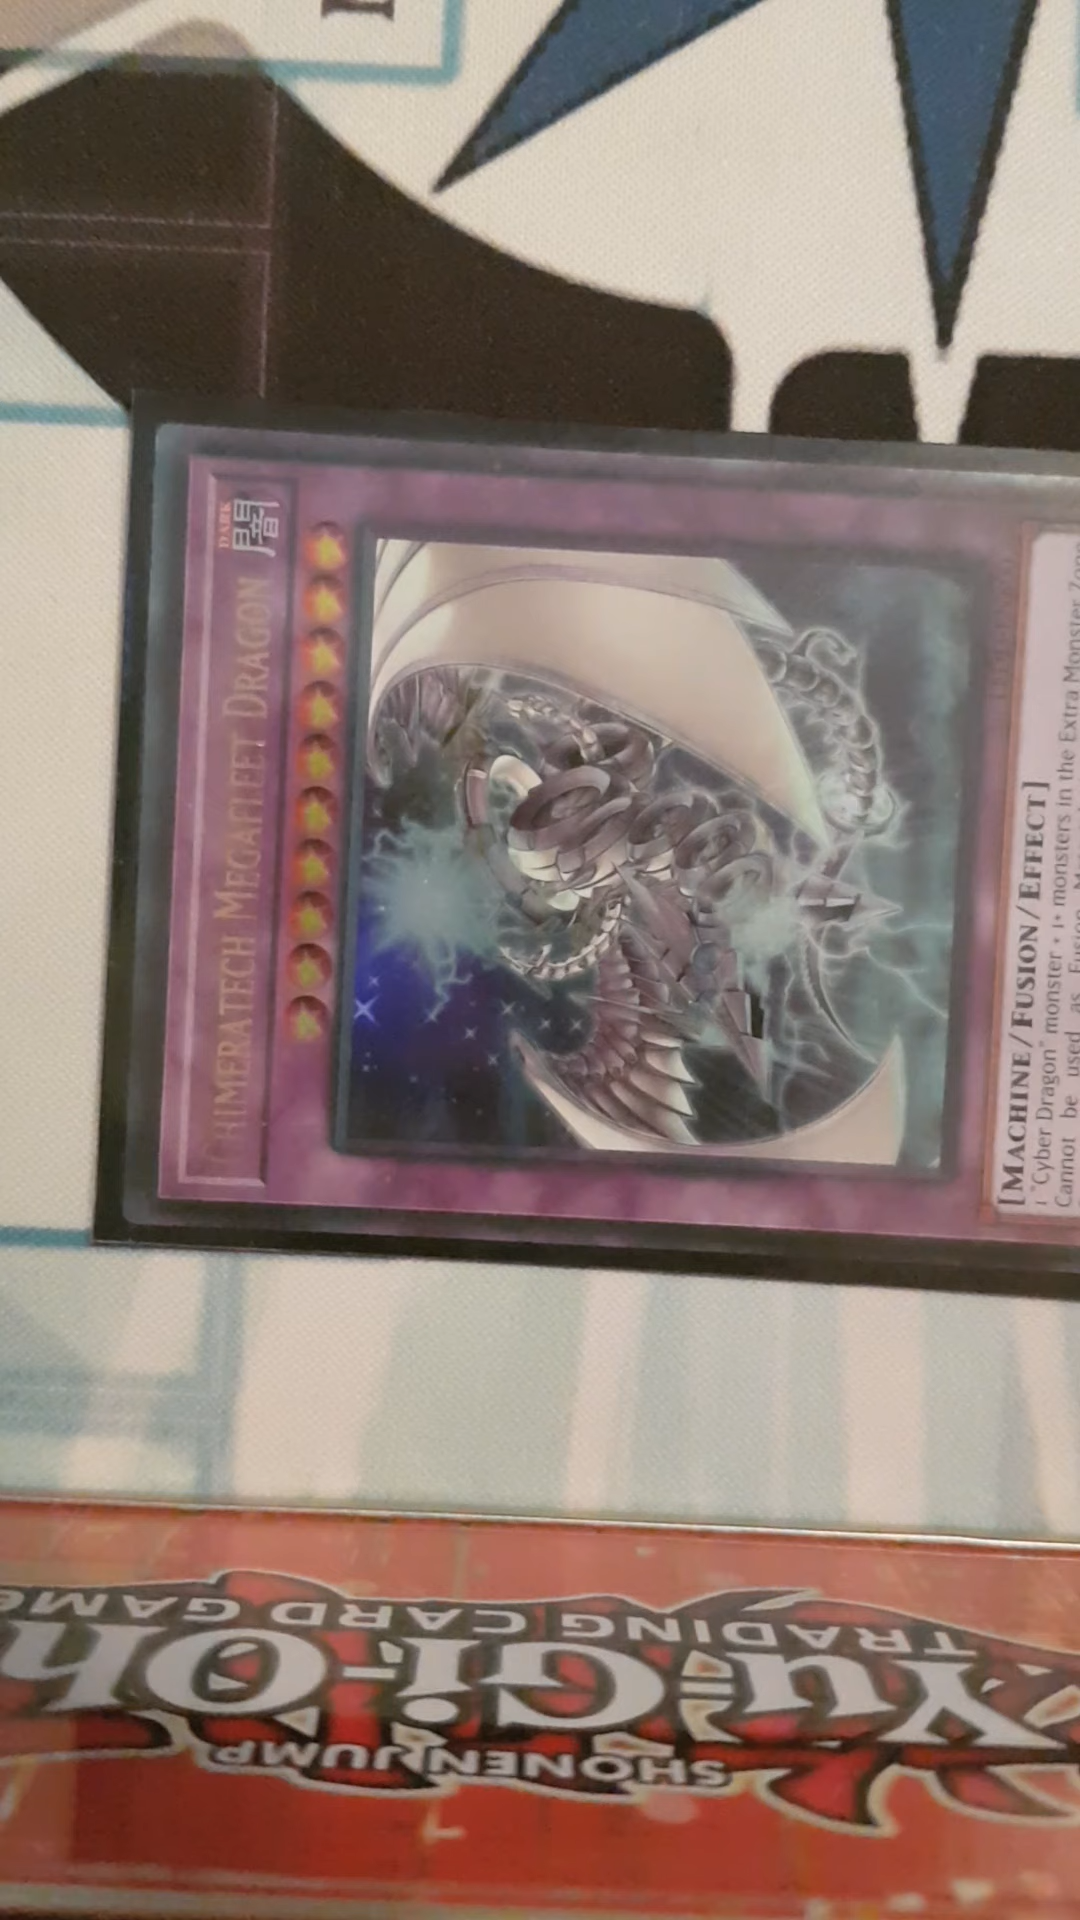 CHIMERATECH MEGAFLEET DRAGON
DARK
闇
[MACHINE/FUSION/EFFECT]
1 "Cyber Dragon" monster + 1+ monsters in the Extra Monster Zone
Cannot be used as Fusion
SHONEN JUMP
Yu-Gi-Oh
TRADING CARD GAME